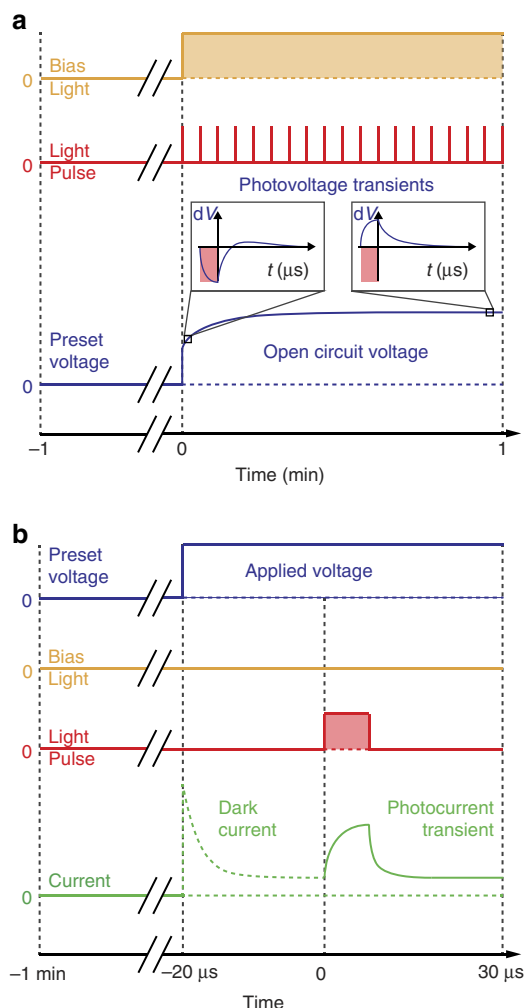 a
Bias
Light
0
Light
Pulse
0
Photovoltage transients
dV
t (μs)
dV
t (μs)
Preset
voltage
Open circuit voltage
0
–1
0
1
Time (min)
b
Preset
voltage
Applied voltage
0
Bias
Light
0
Light
Pulse
0
Dark
current
Photocurrent
transient
Current
0
–1 min
–20 μs
0
30 μs
Time